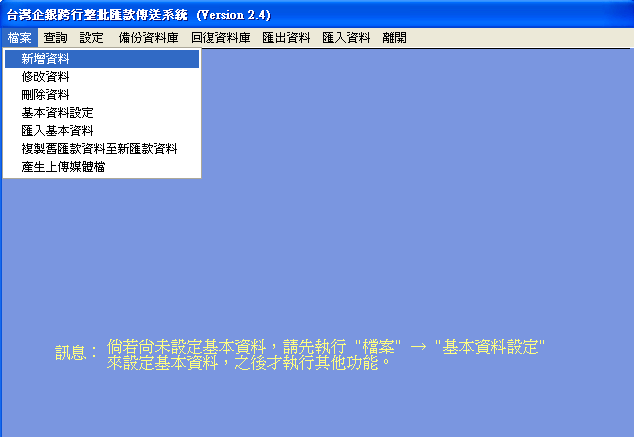 台灣企銀跨行整批匯款傳送系統 (Version 2.4)
檔案 查詢 設定 備份資料庫 回復資料庫 匯出資料 匯入資料 離開
新增資料
修改資料
刪除資料
基本資料設定
匯入基本資料
複製舊匯款資料至新匯款資料
產生上傳媒體檔
訊息： 倘若尚未設定基本資料，請先執行 "檔案" → "基本資料設定"
來設定基本資料，之後才執行其他功能。